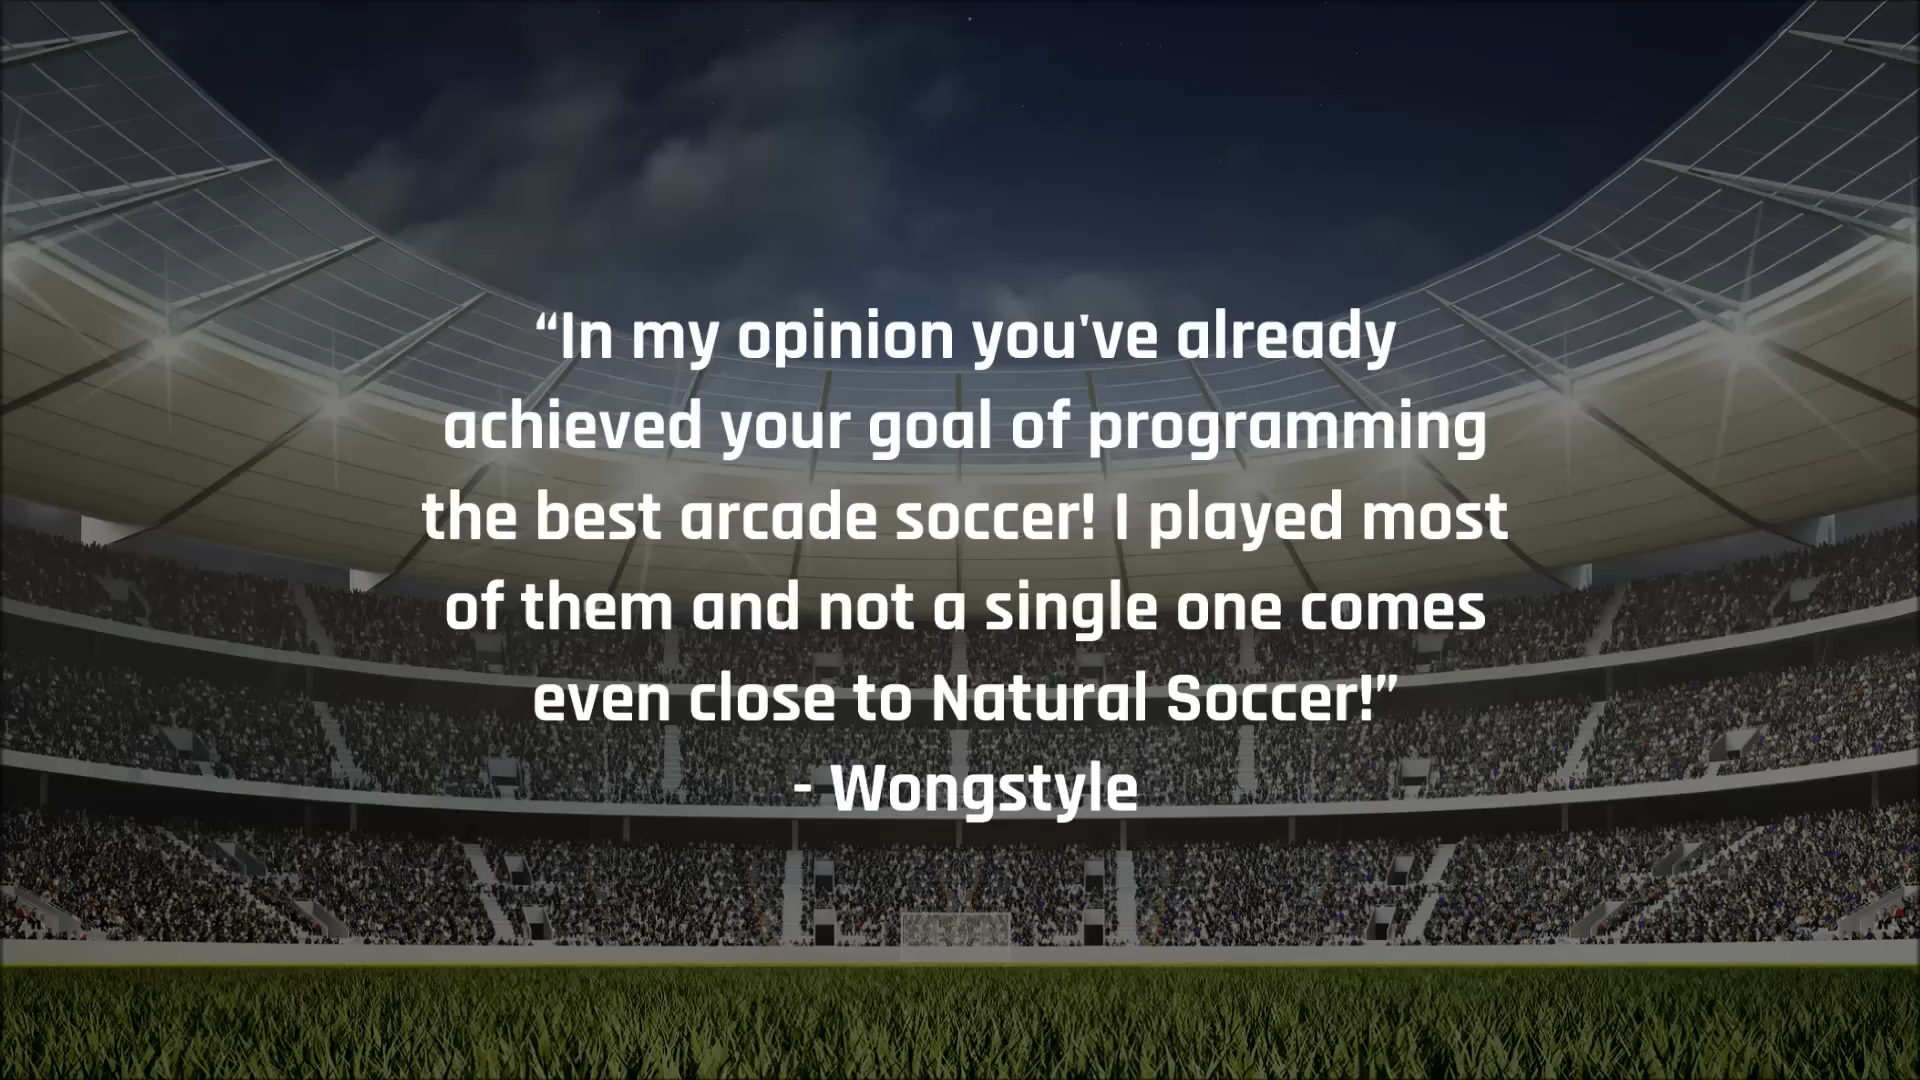 “In my opinion you've already
achieved your goal of programming
the best arcade soccer! I played most
of them and not a single one comes
even close to Natural Soccer!”
- Wongstyle